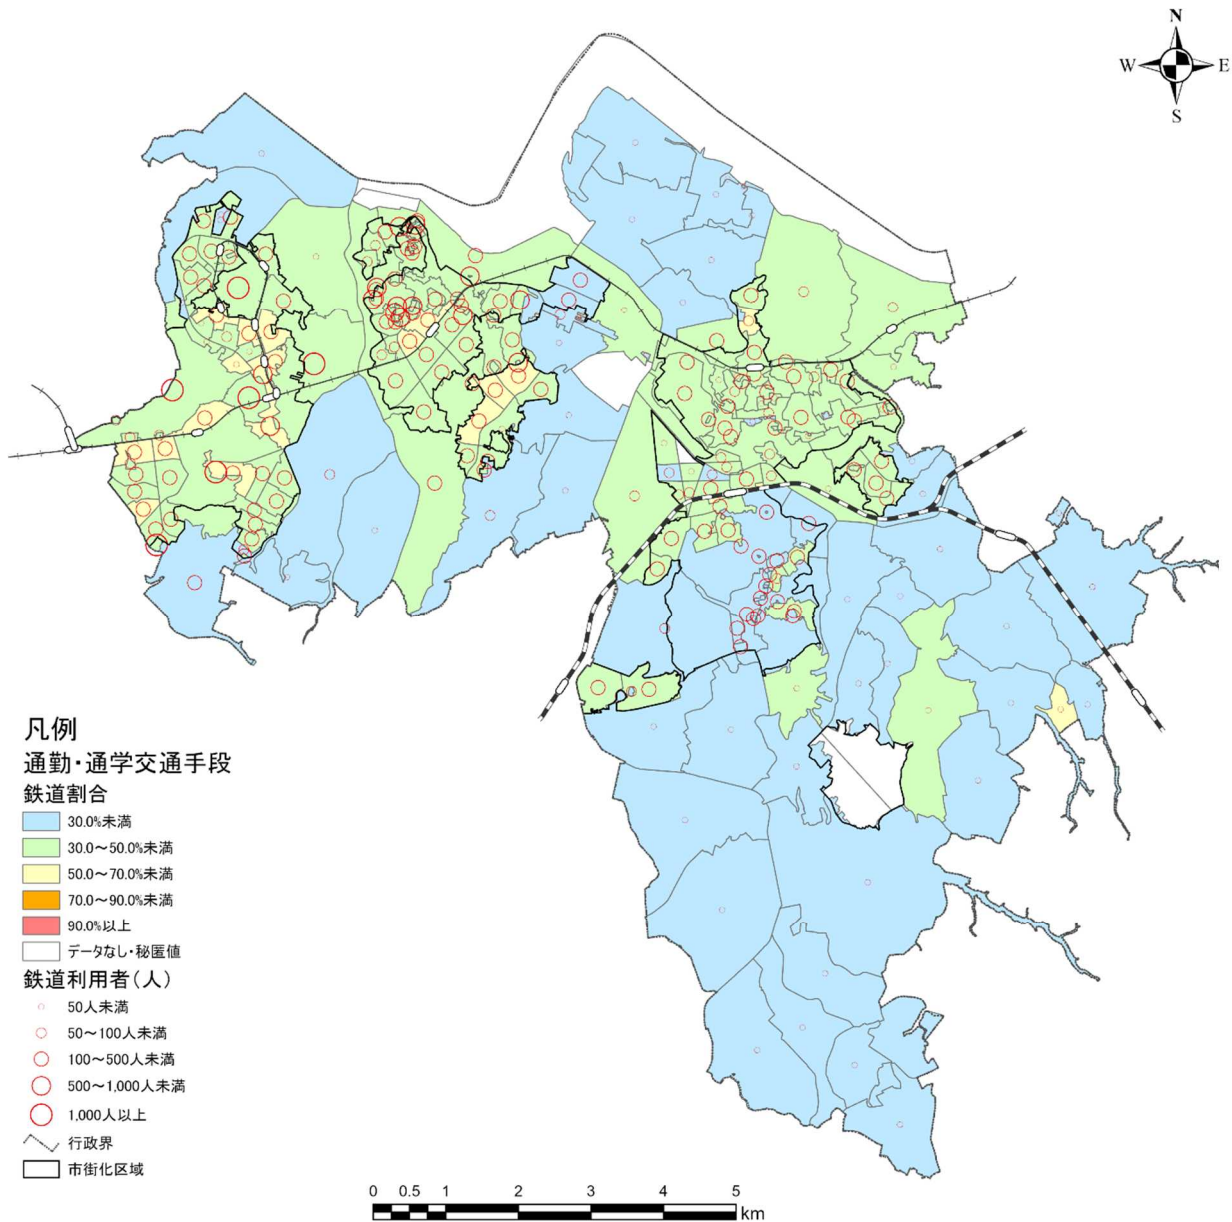 N
W E
S
凡例
通勤・通学交通手段
鉄道割合
30.0%未満
30.0～50.0%未満
50.0～70.0%未満
70.0～90.0%未満
90.0%以上
データなし・秘匿値
鉄道利用者（人）
50人未満
50～100人未満
100～500人未満
500～1,000人未満
1,000人以上
行政界
市街化区域
0 0.5 1 2 3 4 5
km